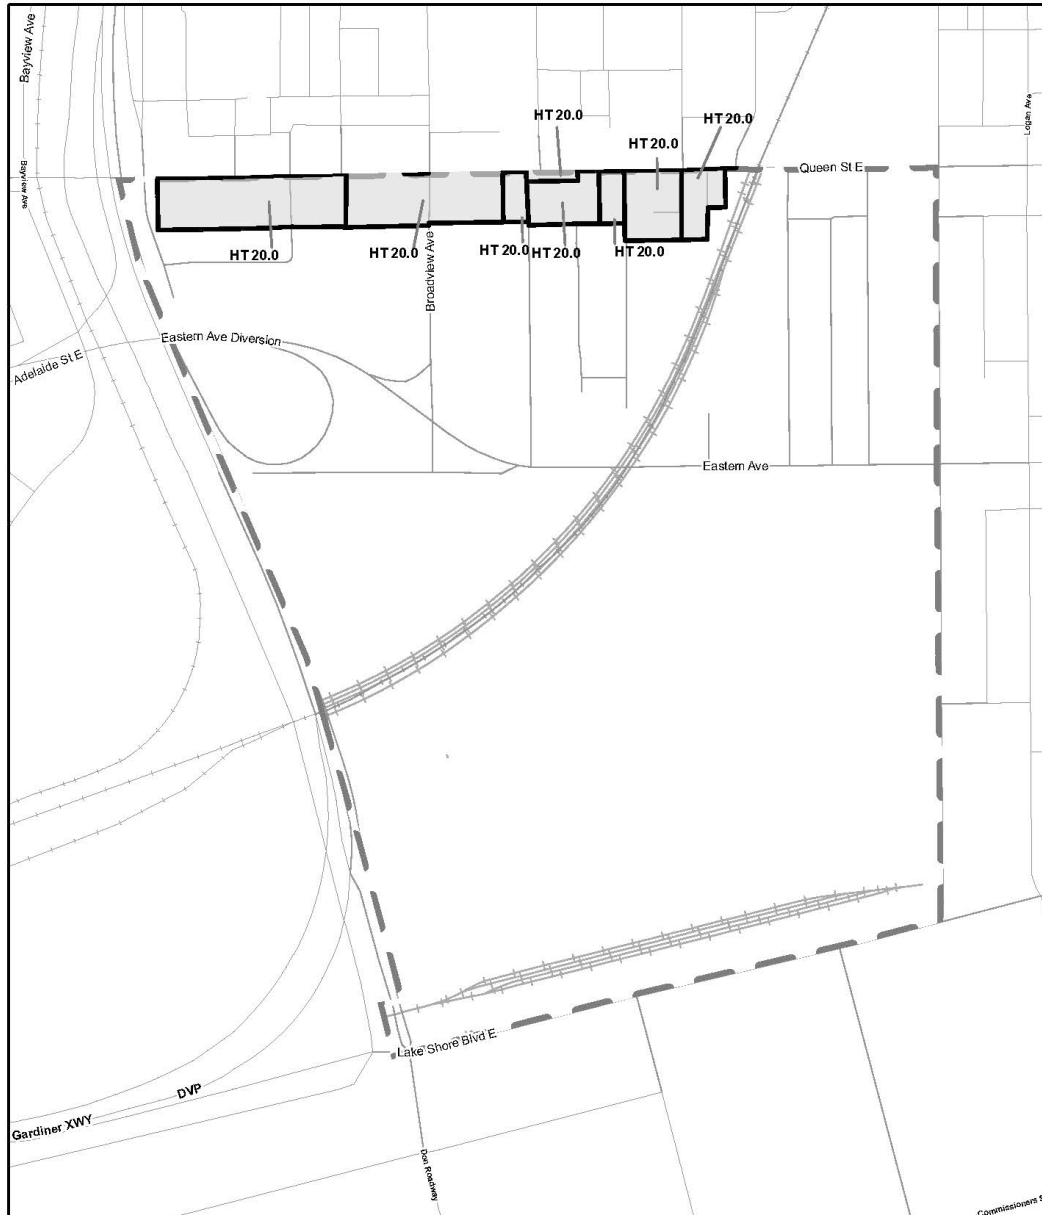 Bayview Ave
Logan Ave
HT 20.0
HT 20.0
HT 20.0
Bayview Ave
Queen St E
HT 20.0
HT 20.0
HT 20.0
HT 20.0
HT 20.0
Broadview Ave
Eastern Ave Diversion
Adelaide St E
Eastern Ave
Lake Shore Blvd E
DVP
Gardiner XWY
Don Roadway
Commissioners S